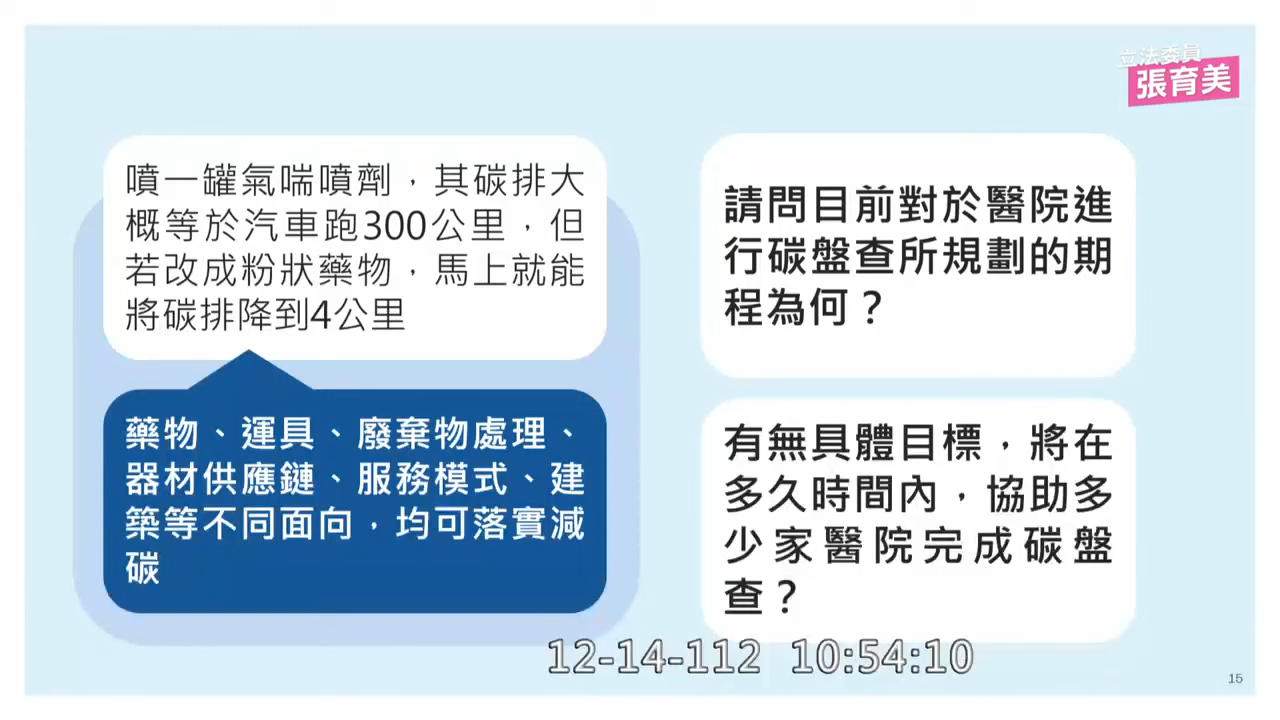 立法委員
張育美
噴一罐氣喘噴劑，其碳排大
概等於汽車跑300公里，但
若改成粉狀藥物，馬上就能
將碳排降到4公里
藥物、運具、廢棄物處理、
器材供應鏈、服務模式、建
築等不同面向，均可落實減
碳
請問目前對於醫院進
行碳盤查所規劃的期
程為何？
有無具體目標，將在
多久時間內，協助多
少家醫院完成碳盤
查？
12-14-112 10:54:10
15